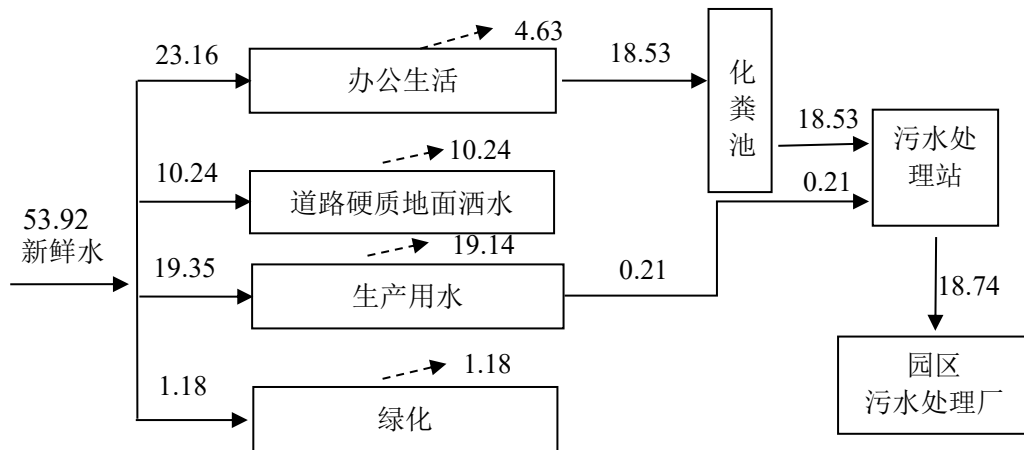 4.63
23.16
办公生活
18.53
化
粪
池
18.53
污水处
理站
10.24
10.24
道路硬质地面洒水
0.21
53.92
新鲜水
19.35
19.14
生产用水
0.21
18.74
园区
污水处理厂
1.18
1.18
绿化